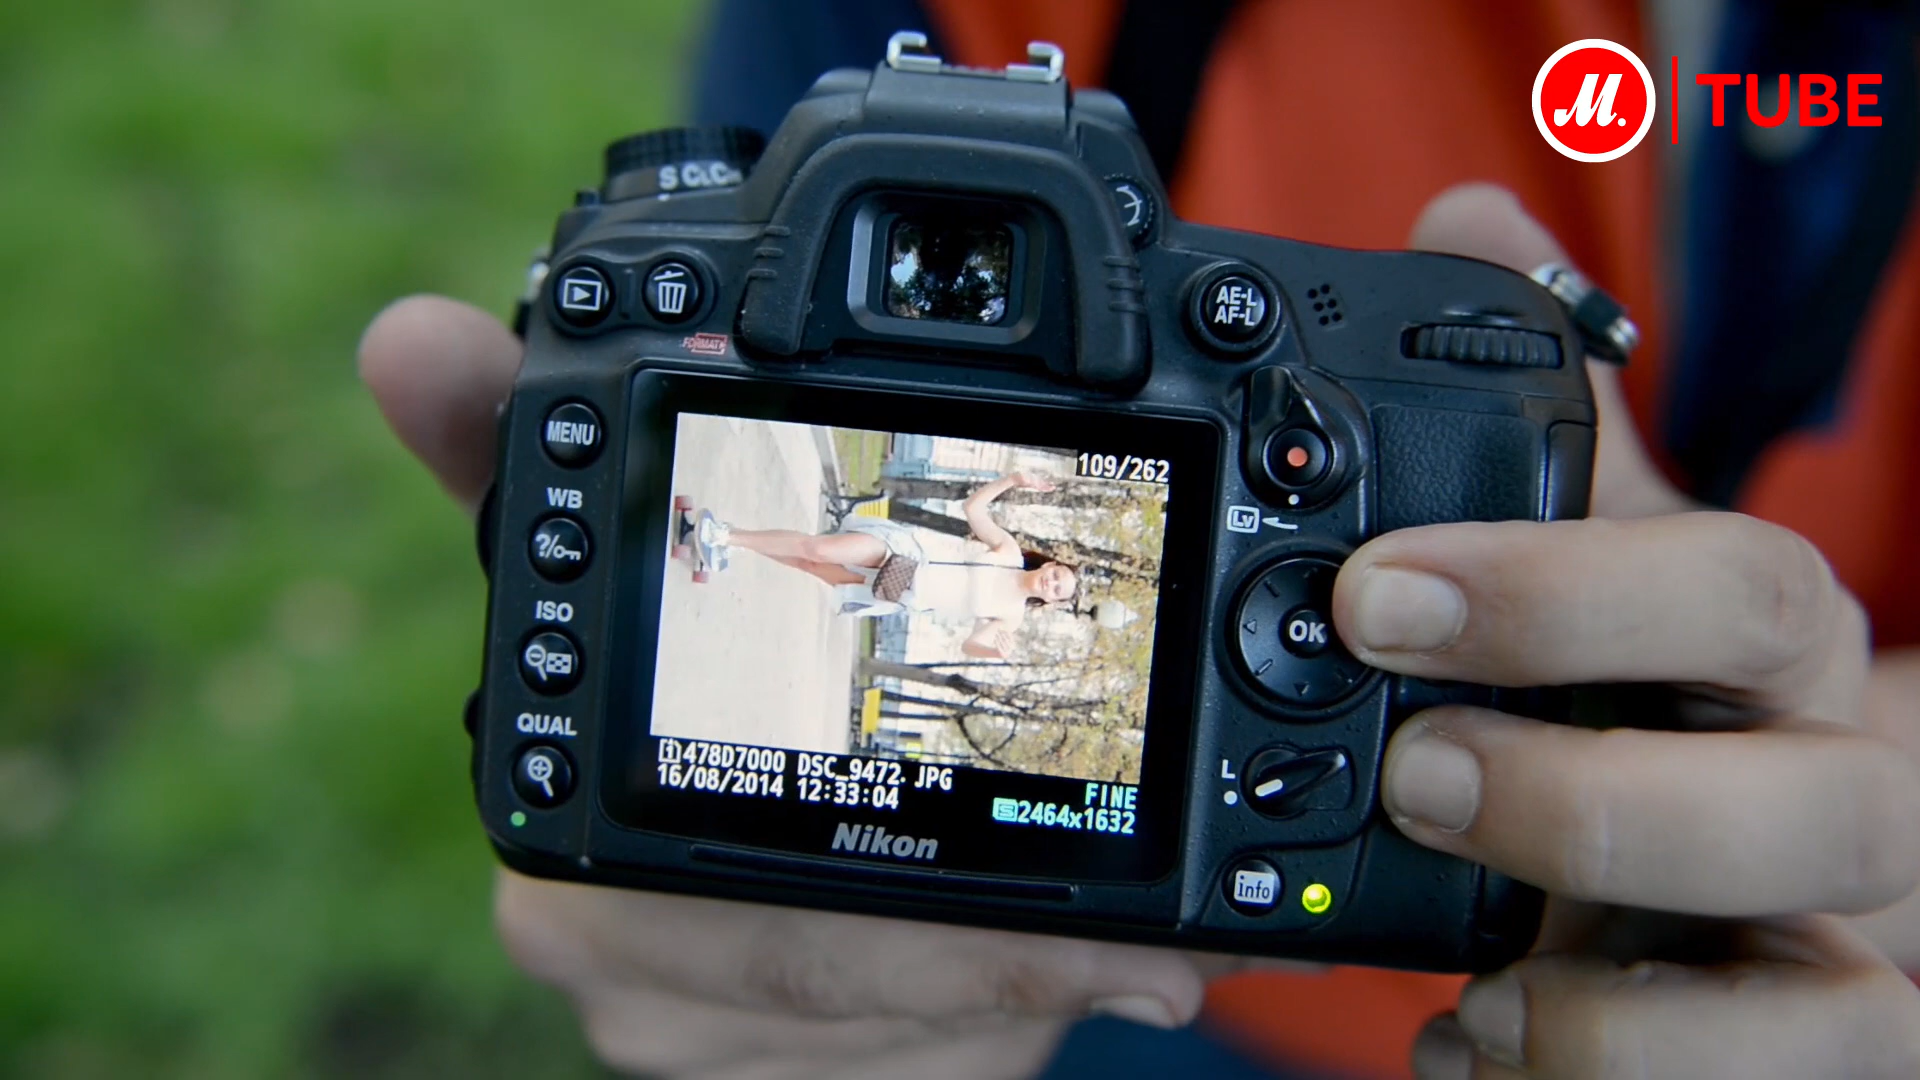 M. TUBE
S CL CH
AE-L
AF-L
FORMAT
MENU
109/262
WB
Lv
?
ISO
OK
QUAL
478D7000 DSC_9472.JPG
16/08/2014 12:33:04
FINE
S 2464x1632
L
Nikon
info